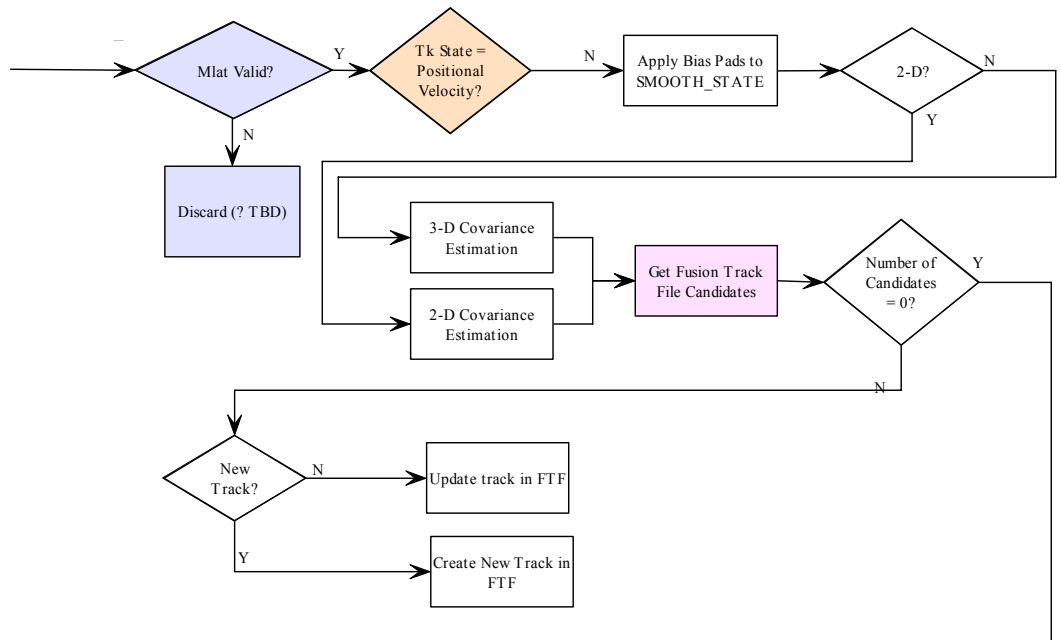 Mlat Valid?
Y
Tk State =
Positional
Velocity?
N
Apply Bias Pads to
SMOOTH_STATE
2-D?
N
Y
N
Discard (? TBD)
3-D Covariance
Estimation
2-D Covariance
Estimation
Get Fusion Track
File Candidates
Number of
Candidates
= 0?
Y
N
New
Track?
N
Update track in FTF
Y
Create New Track in
FTF